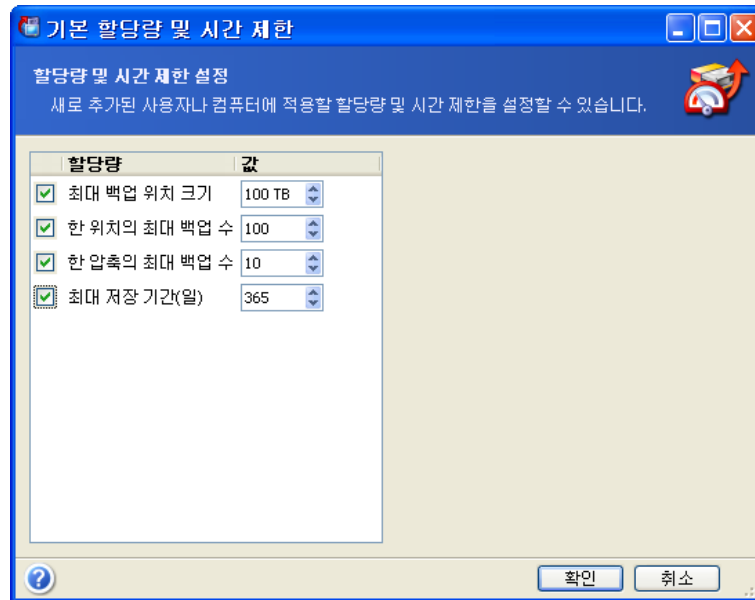 기본 할당량 및 시간 제한
할당량 및 시간 제한 설정
새로 추가된 사용자나 컴퓨터에 적용할 할당량 및 시간 제한을 설정할 수 있습니다.
할당량 값
최대 백업 위치 크기 100 TB
한 위치의 최대 백업 수 100
한 압축의 최대 백업 수 10
최대 저장 기간(일) 365
확인 취소